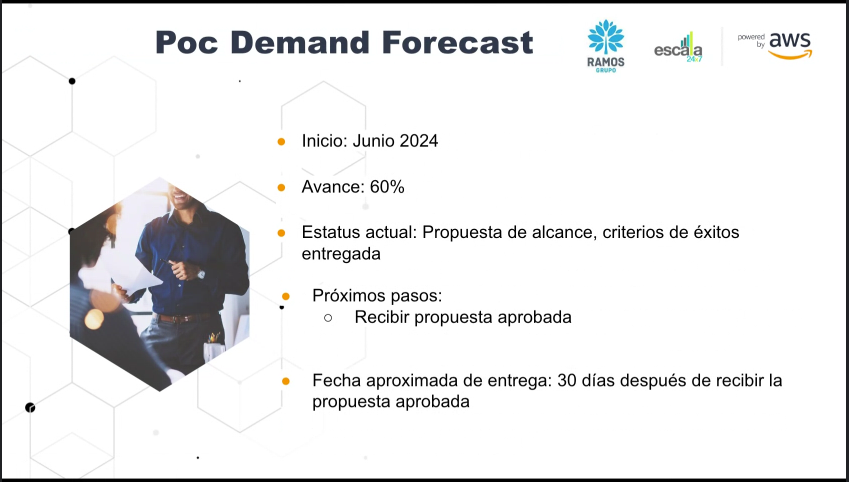 Poc Demand Forecast
RAMOS
GRUPO
escala
24x7
powered
by
aws
● Inicio: Junio 2024
● Avance: 60%
● Estatus actual: Propuesta de alcance, criterios de éxitos
entregada
● Próximos pasos:
○ Recibir propuesta aprobada
● Fecha aproximada de entrega: 30 días después de recibir la
propuesta aprobada